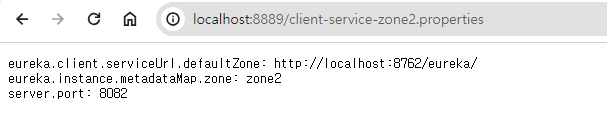 localhost:8889/client-service-zone2.properties
eureka.client.serviceUrl.defaultZone: http://localhost:8762/eureka/
eureka.instance.metadataMap.zone: zone2
server.port: 8082